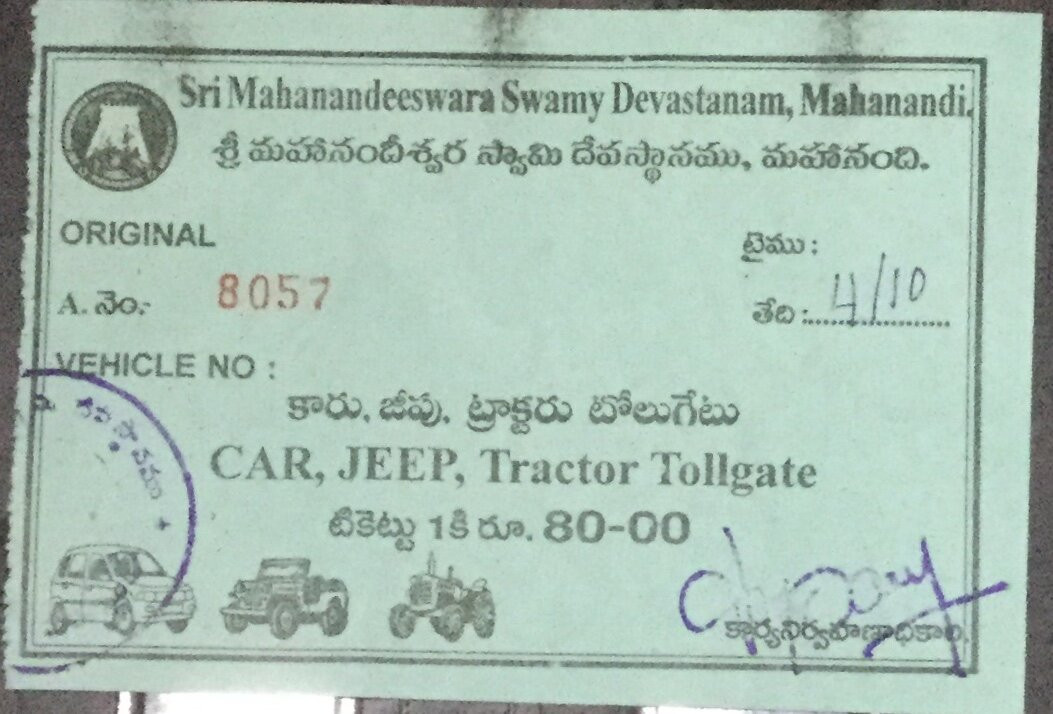 Sri Mahanandeeswara Swamy Devastanam, Mahanandi.
శ్రీ మహానందీశ్వర స్వామి దేవస్థానము, మహానంది.
ORIGINAL
టైము :
A. నెం:- 8057
తేది :..........4/10..........
VEHICLE NO :
కారు, జీపు, ట్రాక్టరు టోలుగేటు
CAR, JEEP, Tractor Tollgate
టికెట్టు 1కి రూ. 80-00
కార్యనిర్వహణాధికారి.